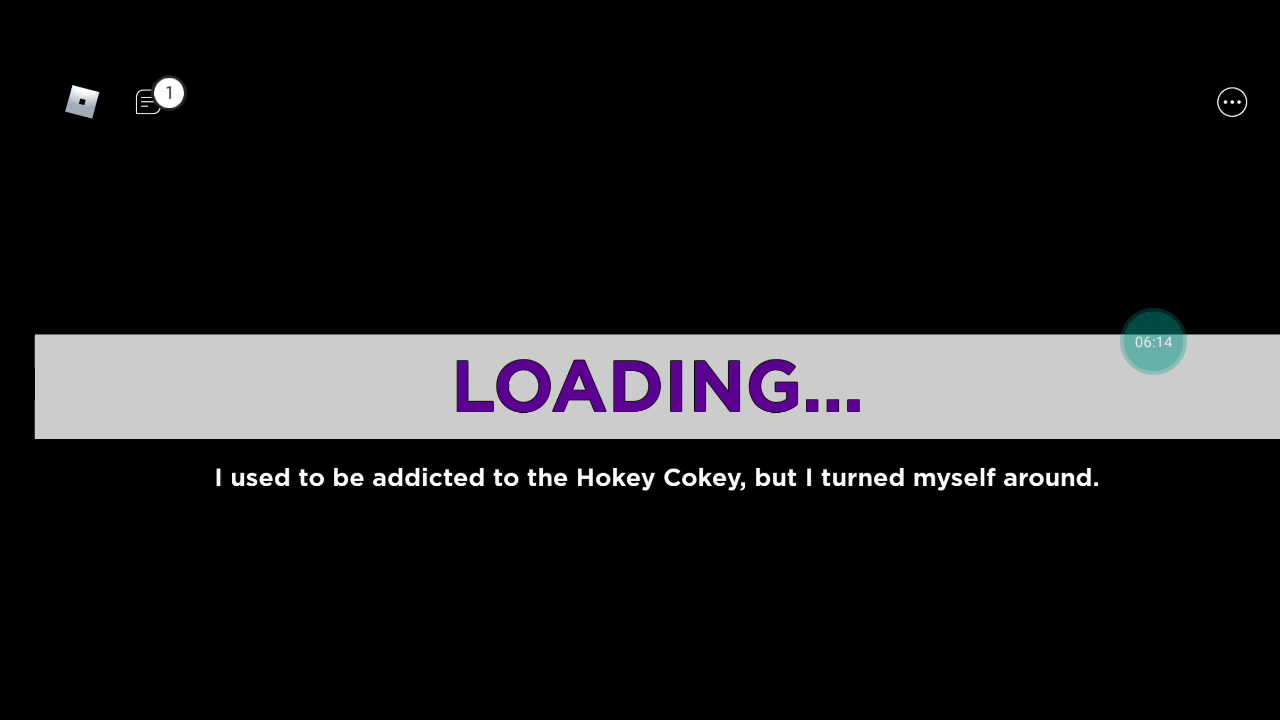 1
06:14
LOADING...
I used to be addicted to the Hokey Cokey, but I turned myself around.